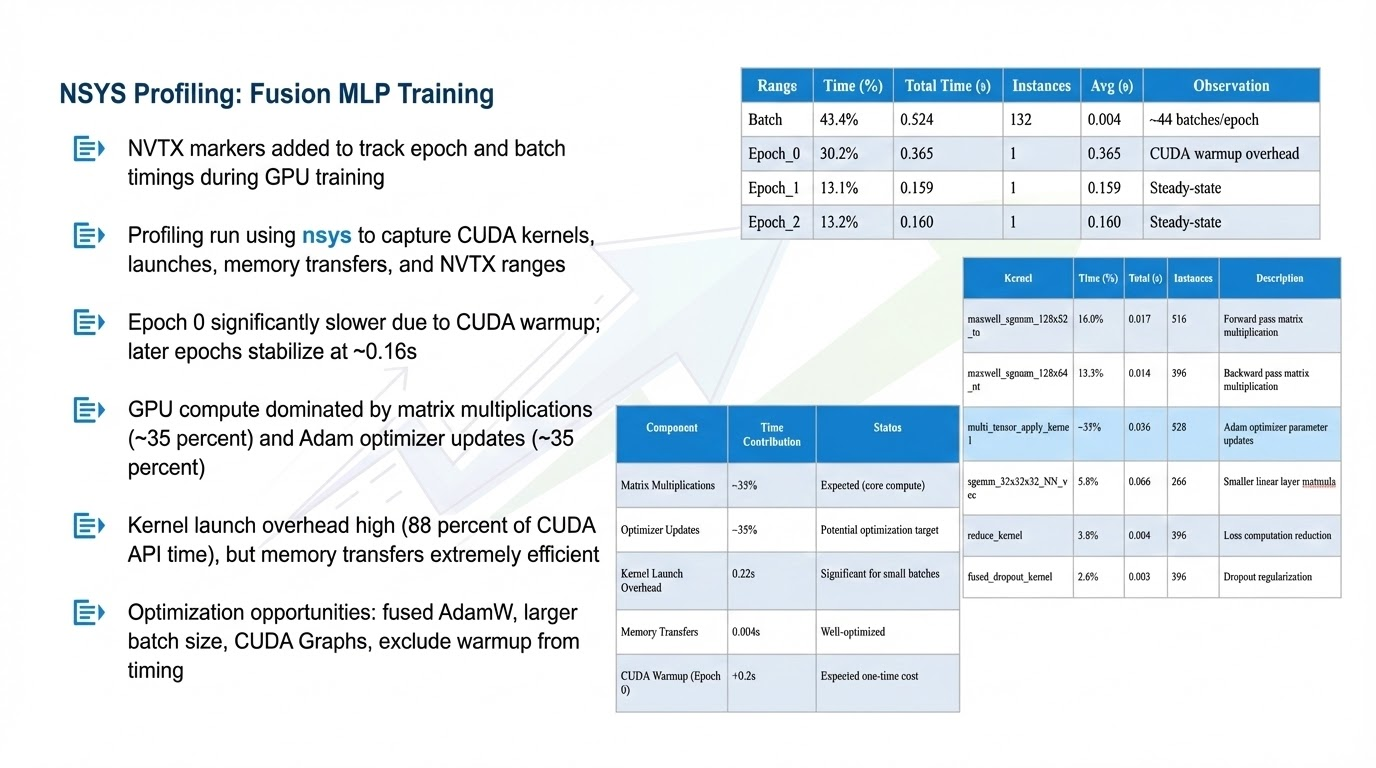 NSYS Profiling: Fusion MLP Training
NVTX markers added to track epoch and batch
timings during GPU training
Profiling run using nsys to capture CUDA kernels,
launches, memory transfers, and NVTX ranges
Epoch 0 significantly slower due to CUDA warmup;
later epochs stabilize at ~0.16s
GPU compute dominated by matrix multiplications
(~35 percent) and Adam optimizer updates (~35
percent)
Kernel launch overhead high (88 percent of CUDA
API time), but memory transfers extremely efficient
Optimization opportunities: fused AdamW, larger
batch size, CUDA Graphs, exclude warmup from
timing
Range Time (%) Total Time (s) Instances Avg (s) Observation
Batch 43.4% 0.524 132 0.004 ~44 batches/epoch
Epoch_0 30.2% 0.365 1 0.365 CUDA warmup overhead
Epoch_1 13.1% 0.159 1 0.159 Steady-state
Epoch_2 13.2% 0.160 1 0.160 Steady-state
Component Time Status
Contribution
Matrix Multiplications ~35% Expected (core compute)
Optimizer Updates ~35% Potential optimization target
Kernel Launch 0.22s Significant for small batches
Overhead
Memory Transfers 0.004s Well-optimized
CUDA Warmup (Epoch +0.2s Expected one-time cost
0)
Kernel Time (%) Total (s) Instances Description
16.0% 0.017 516 Forward pass matrix
_tn multiplication
13.3% 0.014 396 Backward pass matrix
_nt multiplication
multi_tensor_apply_kerne ~35% 0.036 528 Adam optimizer parameter
l updates
sgemm_32x32x32_NN_v 5.8% 0.066 266 Smaller linear layer matmula
ec
reduce_kernel 3.8% 0.004 396 Loss computation reduction
fused_dropout_kernel 2.6% 0.003 396 Dropout regularization